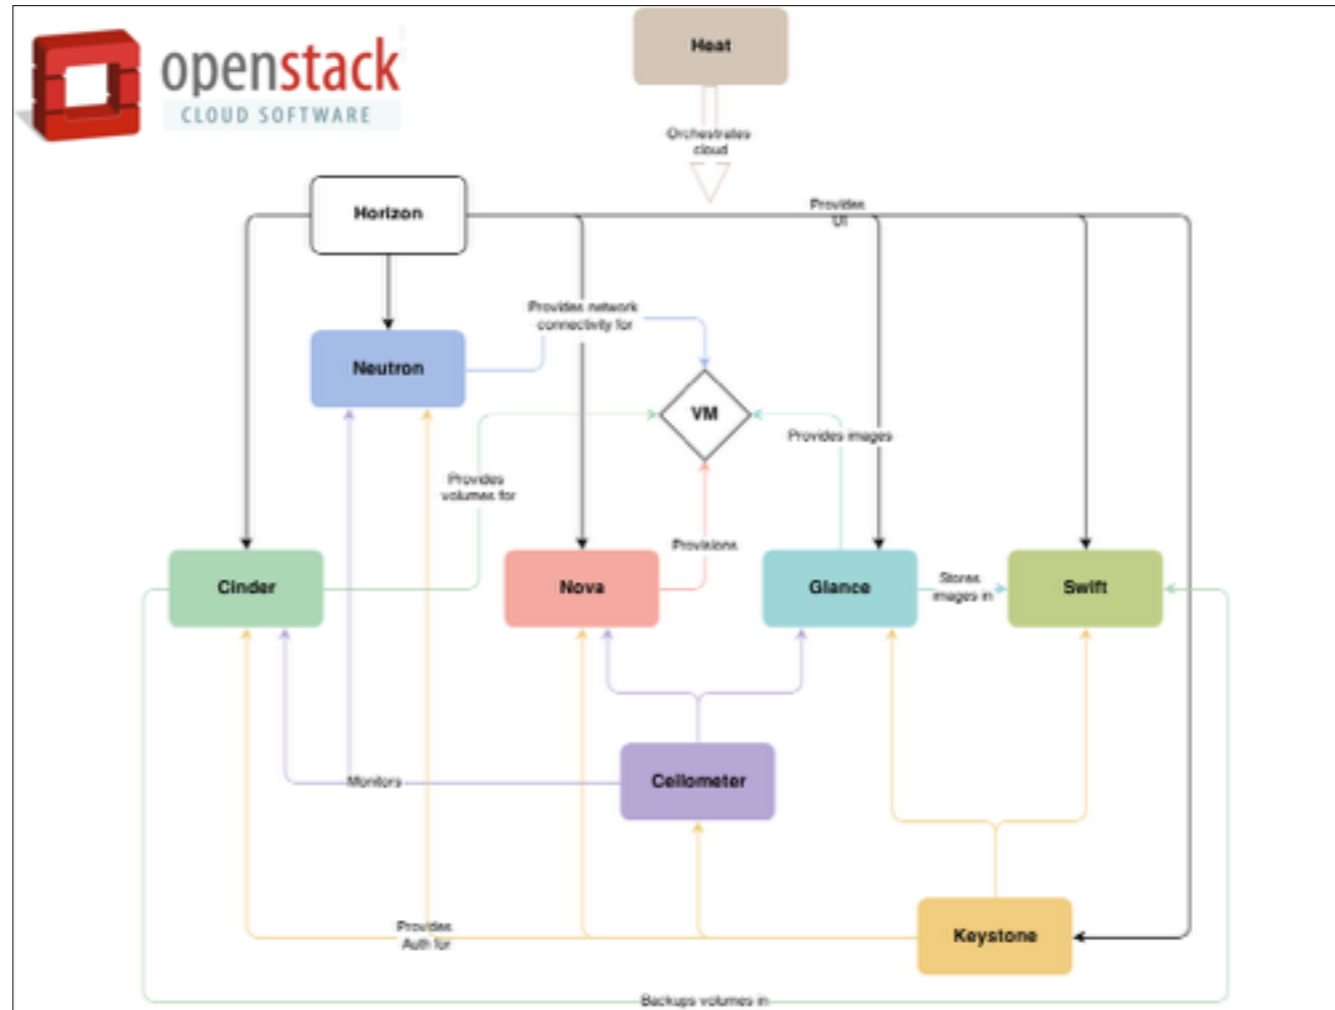 openstack
CLOUD SOFTWARE
Heat
Orchestrates
cloud
Horizon
Provides
UI
Provides network
connectivity for
Neutron
VM
Provides images
Provides
volumes for
Provisions
Cinder
Nova
Glance
Stores
images in
Swift
Monitors
Cellometer
Provides
Auth for
Keystone
Backups volumes in